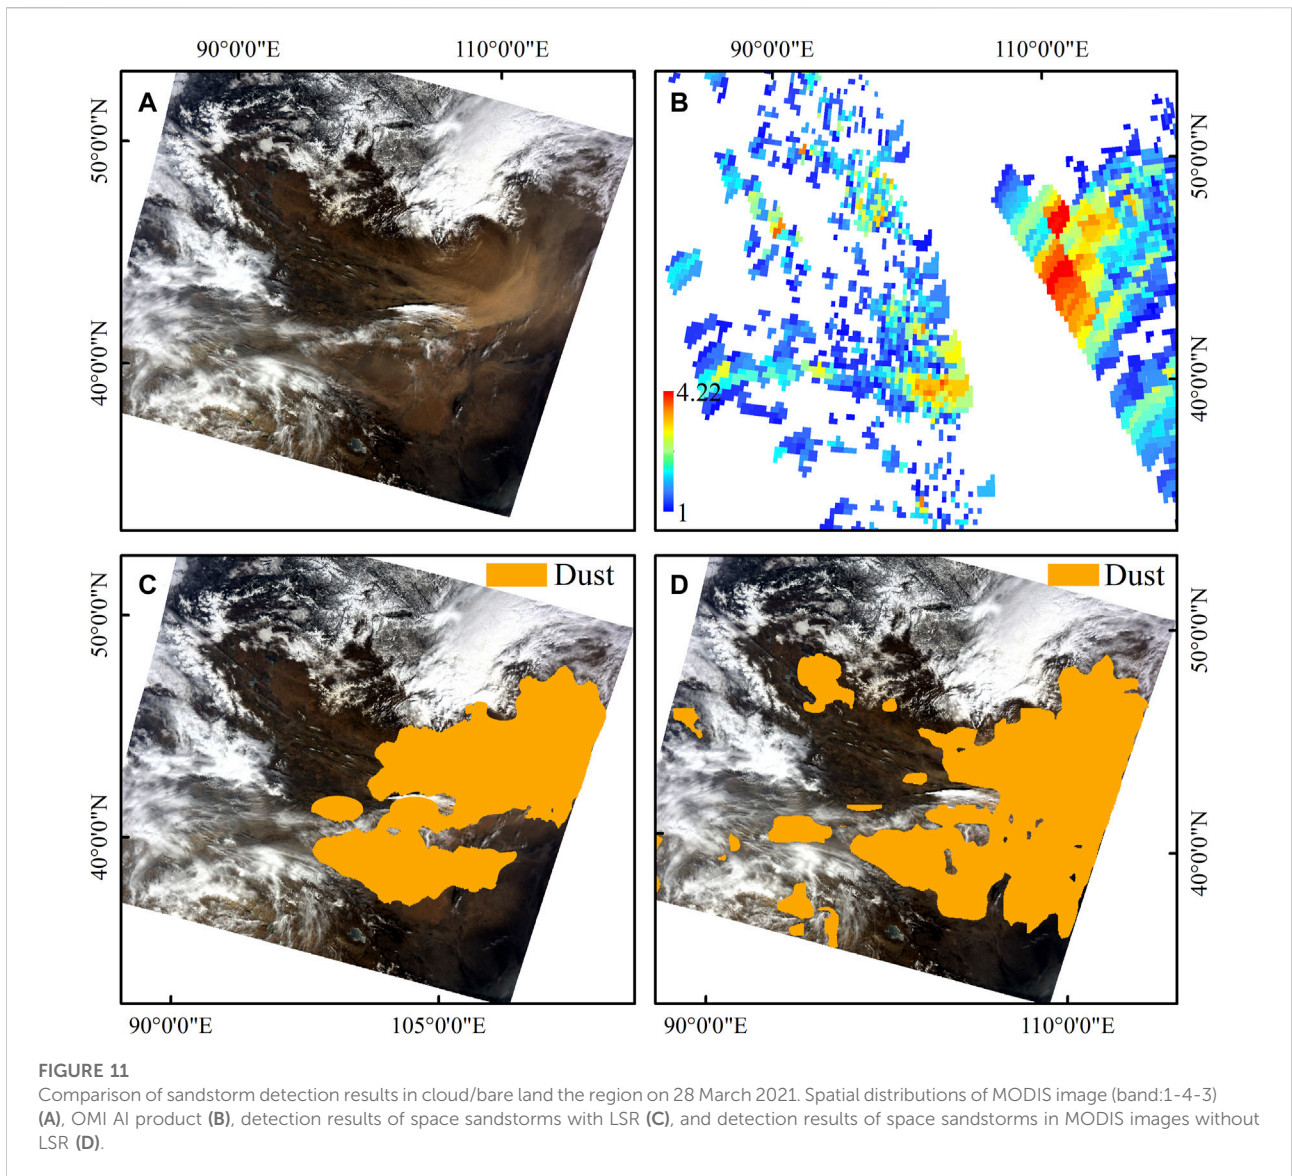 90°0'0"E 110°0'0"E 90°0'0"E 110°0'0"E
A B
50°0'0"N 50°0'0"N
40°0'0"N 40°0'0"N
4.22
1
C Dust D Dust
50°0'0"N 50°0'0"N
40°0'0"N 40°0'0"N
90°0'0"E 105°0'0"E 90°0'0"E 110°0'0"E
FIGURE 11
Comparison of sandstorm detection results in cloud/bare land the region on 28 March 2021. Spatial distributions of MODIS image (band:1-4-3)
(A), OMI AI product (B), detection results of space sandstorms with LSR (C), and detection results of space sandstorms in MODIS images without
LSR (D).